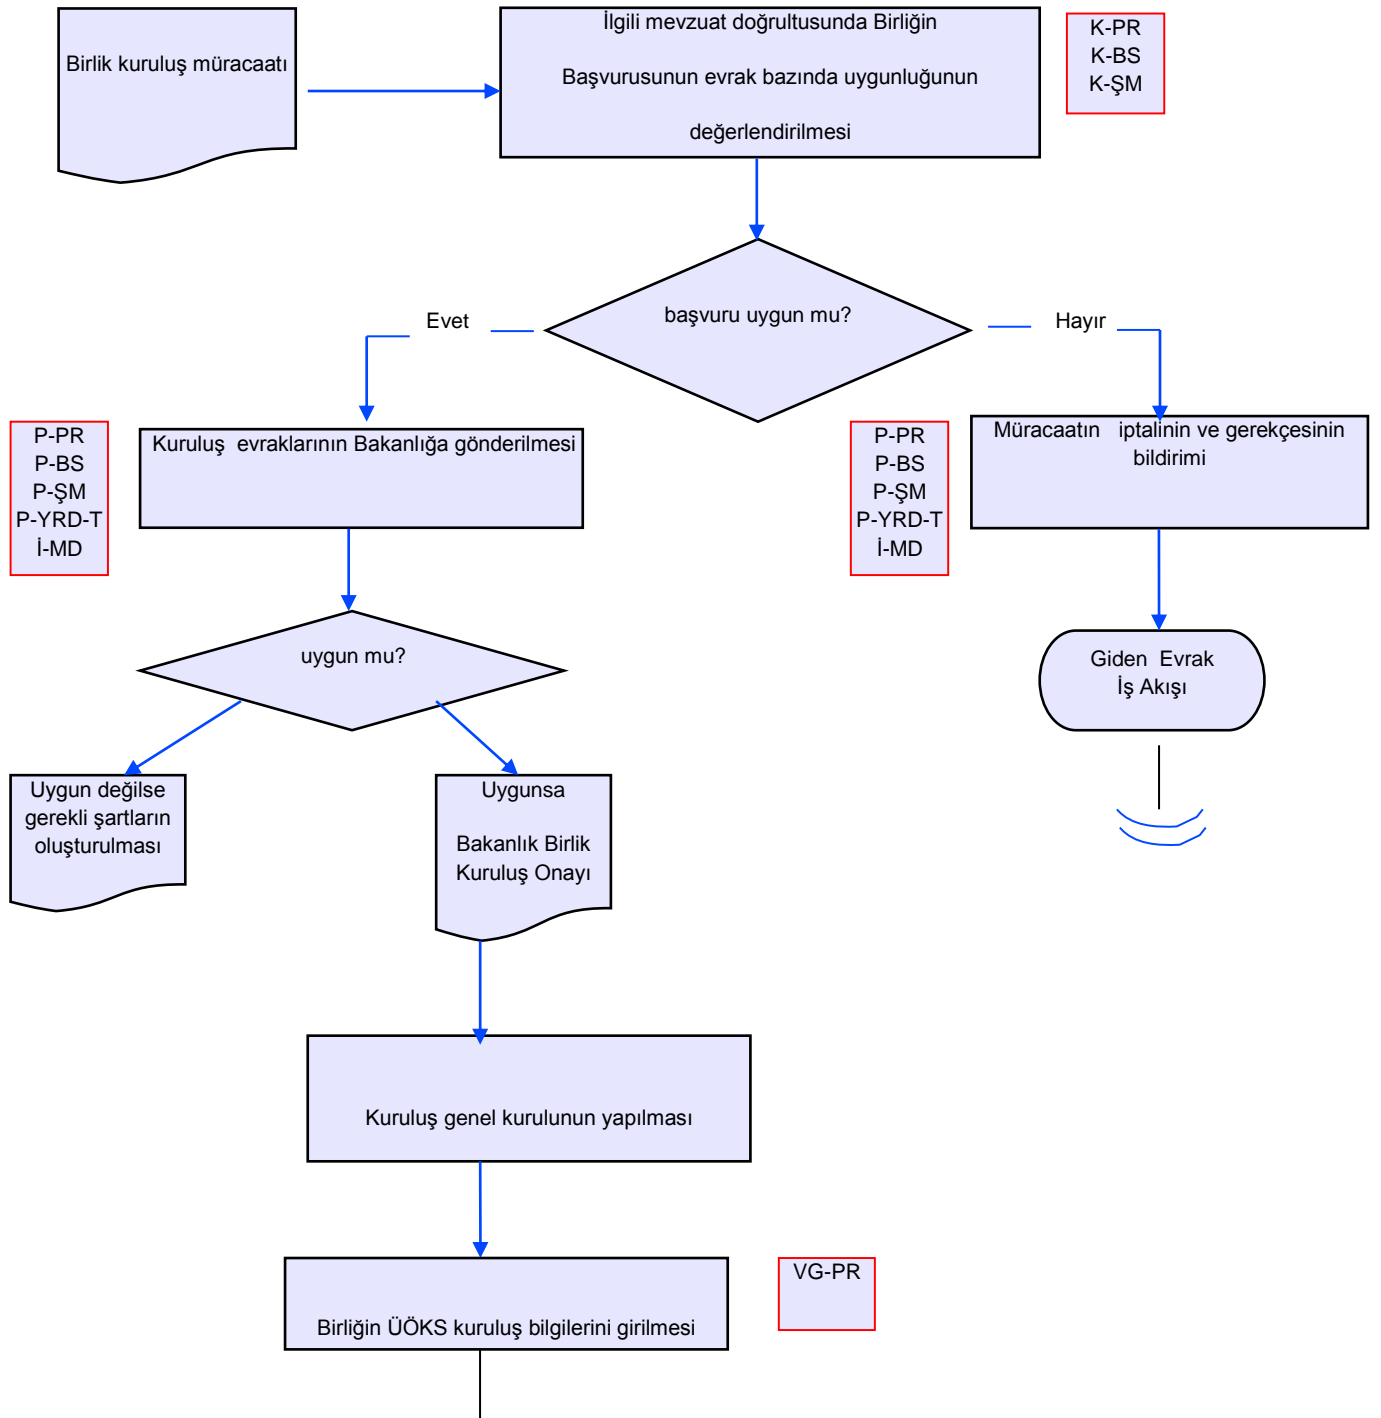 Birlik kuruluş müracaatı
İlgili mevzuat doğrultusunda Birliğin
Başvurusunun evrak bazında uygunluğunun
değerlendirilmesi
K-PR
K-BS
K-ŞM
başvuru uygun mu?
Evet
Hayır
P-PR
P-BS
P-ŞM
P-YRD-T
İ-MD
Kuruluş evraklarının Bakanlığa gönderilmesi
P-PR
P-BS
P-ŞM
P-YRD-T
İ-MD
Müracaatın iptalinin ve gerekçesinin
bildirimi
uygun mu?
Giden Evrak
İş Akışı
Uygun değilse
gerekli şartların
oluşturulması
Uygunsa
Bakanlık Birlik
Kuruluş Onayı
Kuruluş genel kurulunun yapılması
Birliğin ÜÖKS kuruluş bilgilerini girilmesi
VG-PR